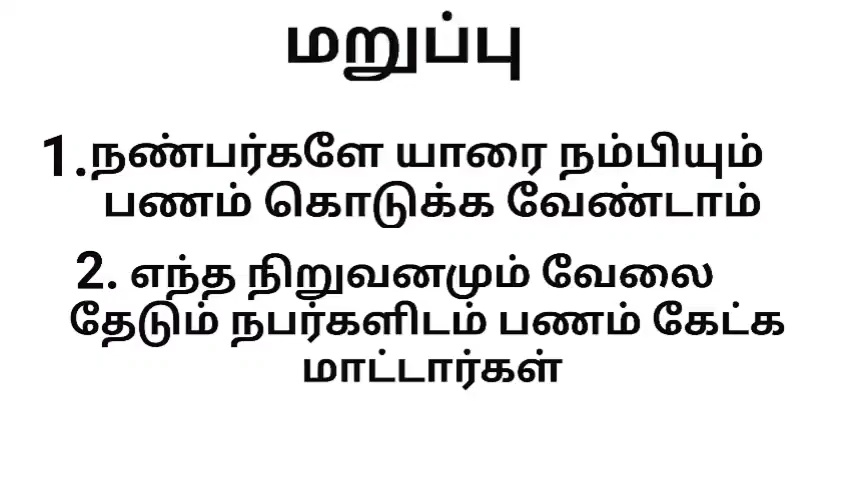 மறுப்பு
1.நண்பர்களே யாரை நம்பியும்
பணம் கொடுக்க வேண்டாம்
2. எந்த நிறுவனமும் வேலை
தேடும் நபர்களிடம் பணம் கேட்க
மாட்டார்கள்